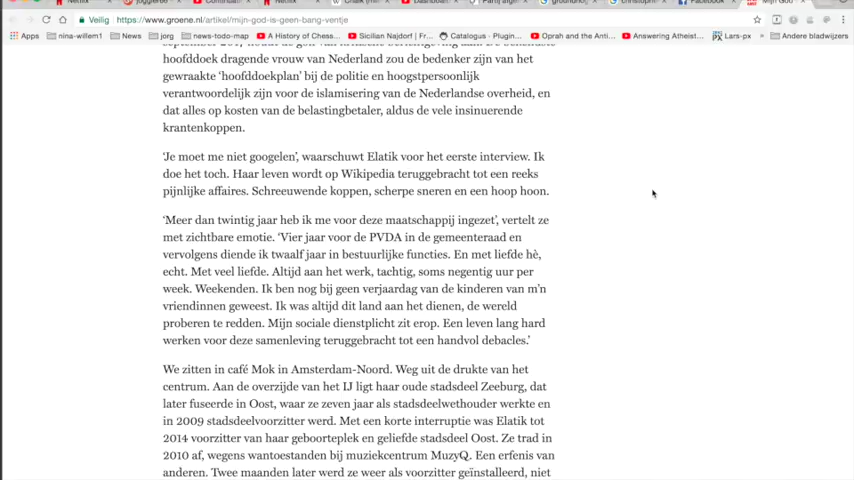 Netflix
joggerees
Continuati
Netflix
Chalk
Dashboard
Partij
groundhog
christoph
Facebook
Mijn God
Veilig
https://www.groene.nl/artikel/mijn-god-is-geen-bang-ventje
Apps
nina-willem1
News
jorg
news-todo-map
A History of Chess…
Sicilian Najdorf | C…
Catalogus - Plugin…
Oprah and the Anti…
Answering Atheist…
Lars-px
»
Andere bladwijzers
hoofddoek dragende vrouw van Nederland zou de bedenker zijn van het
gewraakte ‘hoofddoekplan’ bij de politie en hoogstpersoonlijk
verantwoordelijk zijn voor de islamisering van de Nederlandse overheid, en
dat alles op kosten van de belastingbetaler, aldus de vele insinuerende
krantenkoppen.
‘Je moet me niet googelen’, waarschuwt Elatik voor het eerste interview. Ik
doe het toch. Haar leven wordt op Wikipedia teruggebracht tot een reeks
pijnlijke affaires. Schreeuwende koppen, scherpe sneren en een hoop hoon.
‘Meer dan twintig jaar heb ik me voor deze maatschappij ingezet’, vertelt ze
met zichtbare emotie. ‘Vier jaar voor de PVDA in de gemeenteraad en
vervolgens diende ik twaalf jaar in bestuurlijke functies. En met liefde hè,
echt. Met veel liefde. Altijd aan het werk, tachtig, soms negentig uur per
week. Weekenden. Ik ben nog bij geen verjaardag van de kinderen van m’n
vriendinnen geweest. Ik was altijd dit land aan het dienen, de wereld
proberen te redden. Mijn sociale dienstplicht zit erop. Een leven lang hard
werken voor deze samenleving teruggebracht tot een handvol debacles.’
We zitten in café Mok in Amsterdam-Noord. Weg uit de drukte van het
centrum. Aan de overzijde van het IJ ligt haar oude stadsdeel Zeeburg, dat
later fuseerde in Oost, waar ze zeven jaar als stadsdeelwethouder werkte en
in 2009 stadsdeelvoorzitter werd. Met een korte interruptie was Elatik tot
2014 voorzitter van haar geboorteplek en geliefde stadsdeel Oost. Ze trad in
2010 af, wegens wantoestanden bij muziekcentrum MuzyQ. Een erfenis van
anderen. Twee maanden later werd ze weer als voorzitter geïnstalleerd, niet